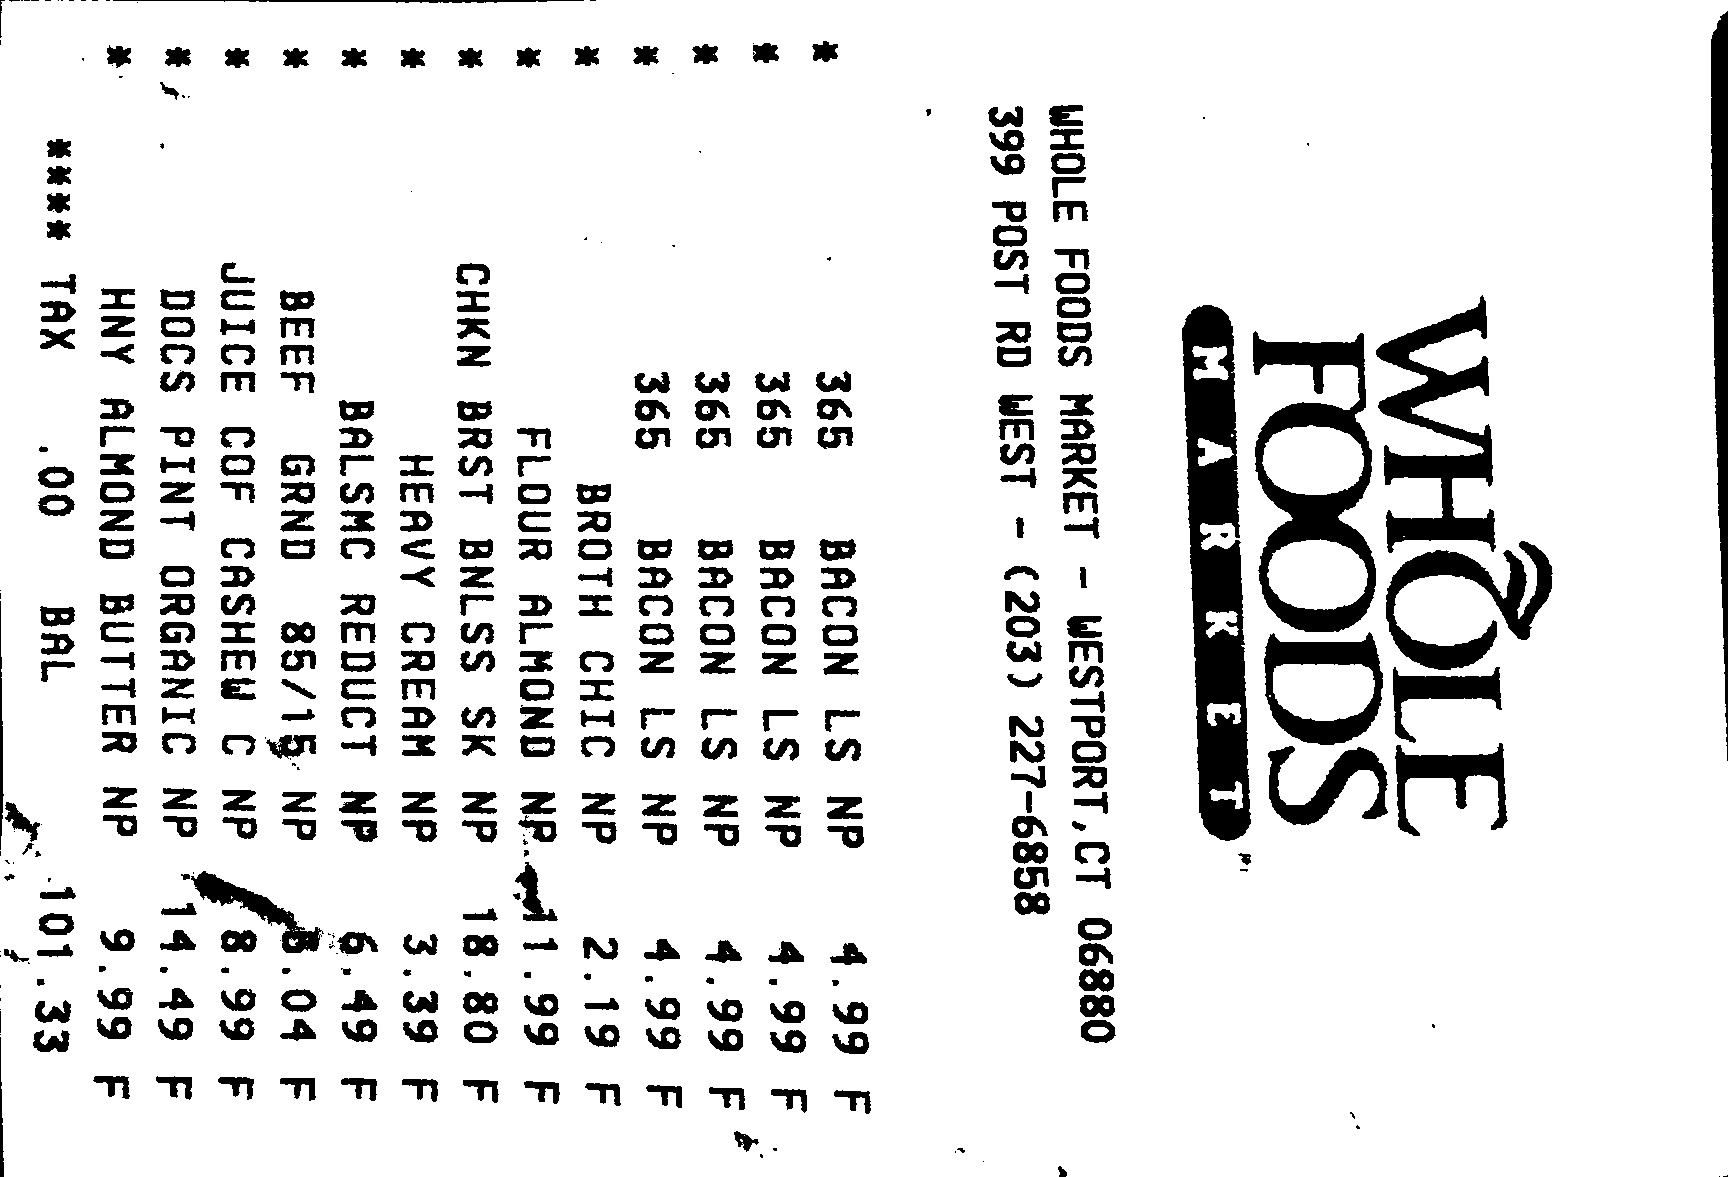 WHOLE
FOODS
MARKET
WHOLE FOODS MARKET - WESTPORT,CT 06880
399 POST RD WEST - (203) 227-6858
* 365 BACON LS NP 4.99 F
* 365 BACON LS NP 4.99 F
* 365 BACON LS NP 4.99 F
* 365 BACON LS NP 4.99 F
* BROTH CHIC NP 2.19 F
* FLOUR ALMOND NP 11.99 F
* CHKN BRST BNLSS SK NP 18.80 F
* HEAVY CREAM NP 3.39 F
* BALSMC REDUCT NP 6.49 F
* BEEF GRND 85/15 NP 5.04 F
* JUICE COF CASHEW C NP 8.99 F
* DOCS PINT ORGANIC NP 14.49 F
* HNY ALMOND BUTTER NP 9.99 F
**** TAX .00 BAL 101.33